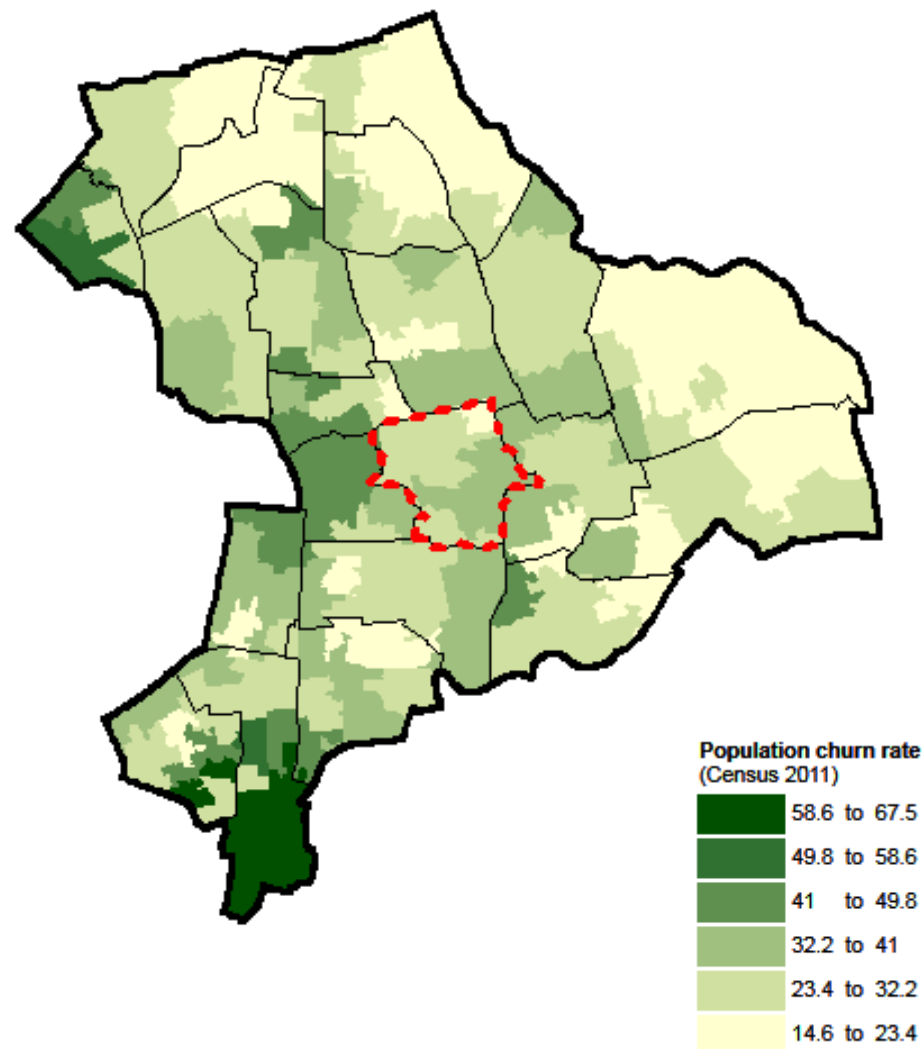 Population churn rate
(Census 2011)
58.6 to 67.5
49.8 to 58.6
41 to 49.8
32.2 to 41
23.4 to 32.2
14.6 to 23.4